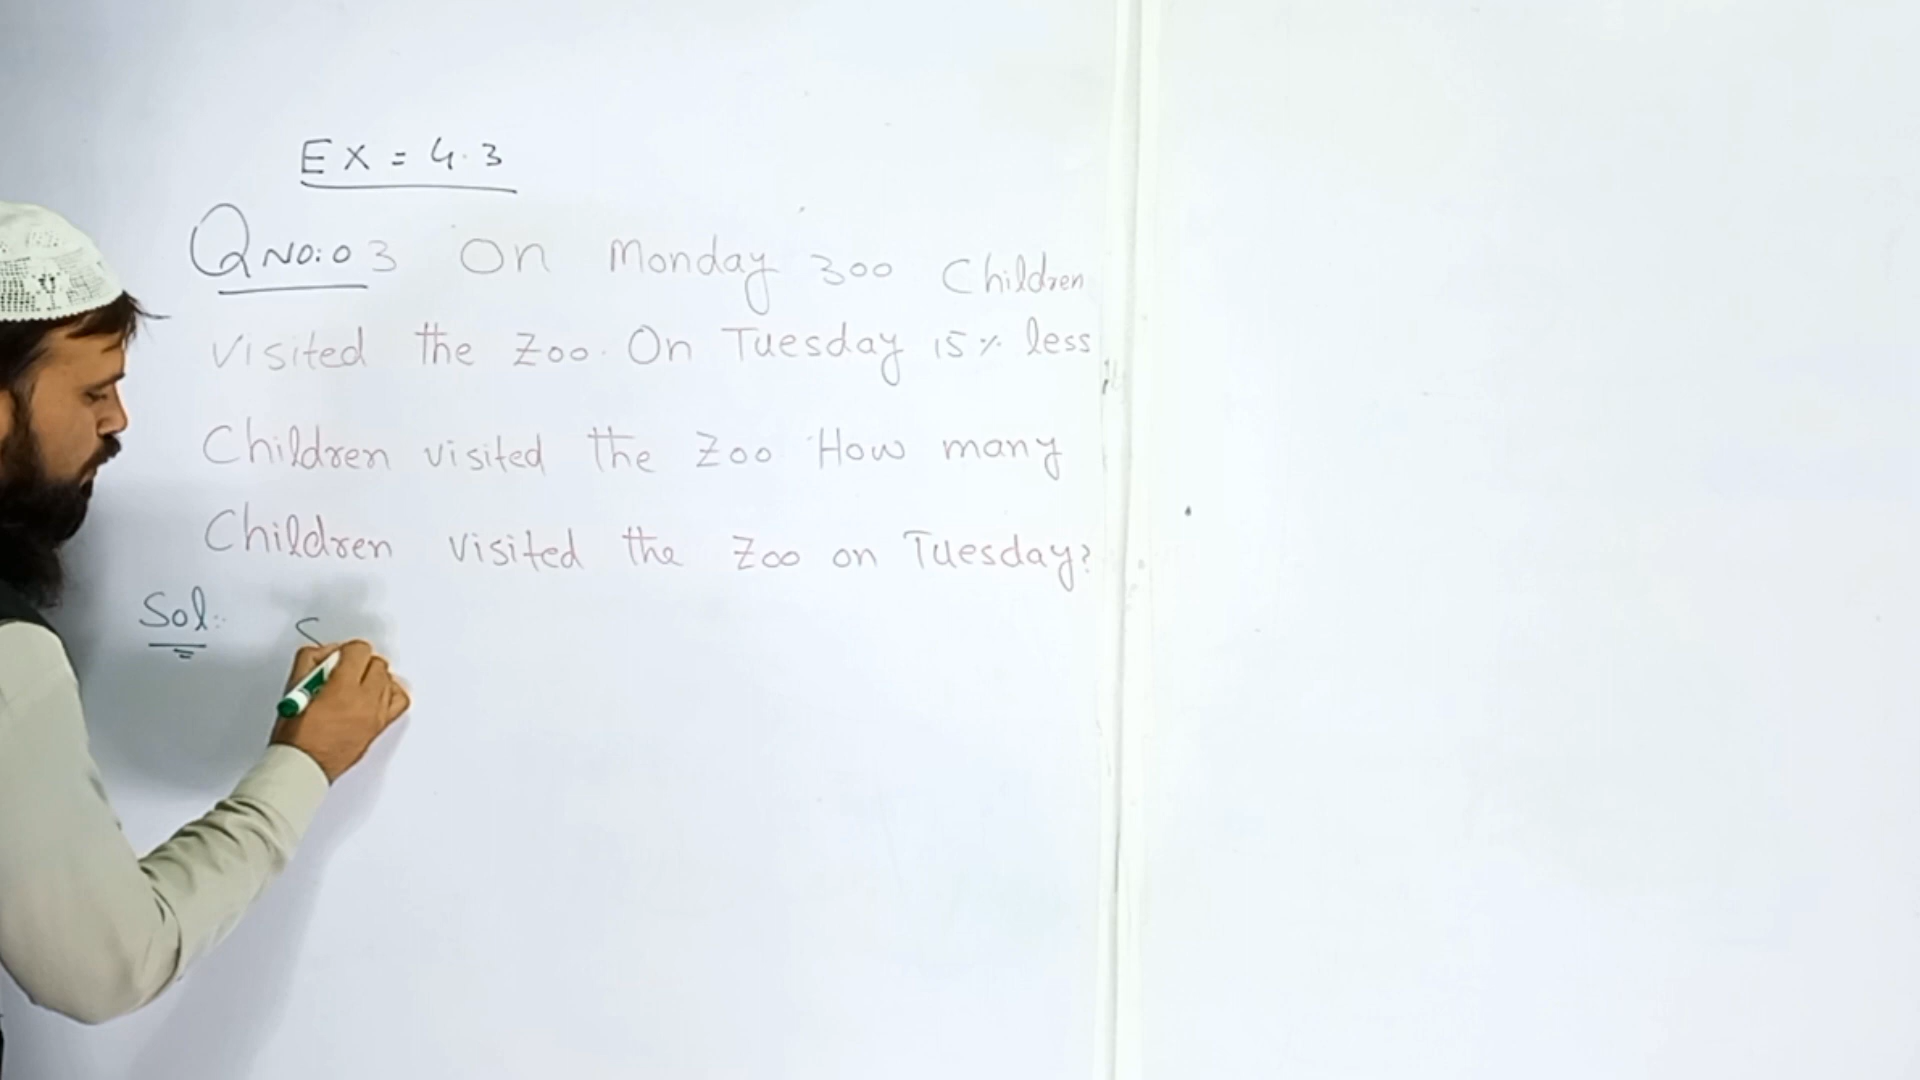 EX = 4.3
Q NO: 03 On Monday 300 Children
visited the Zoo. On Tuesday 15% less
Children visited the Zoo How many
Children visited the Zoo on Tuesday?
Sol: S